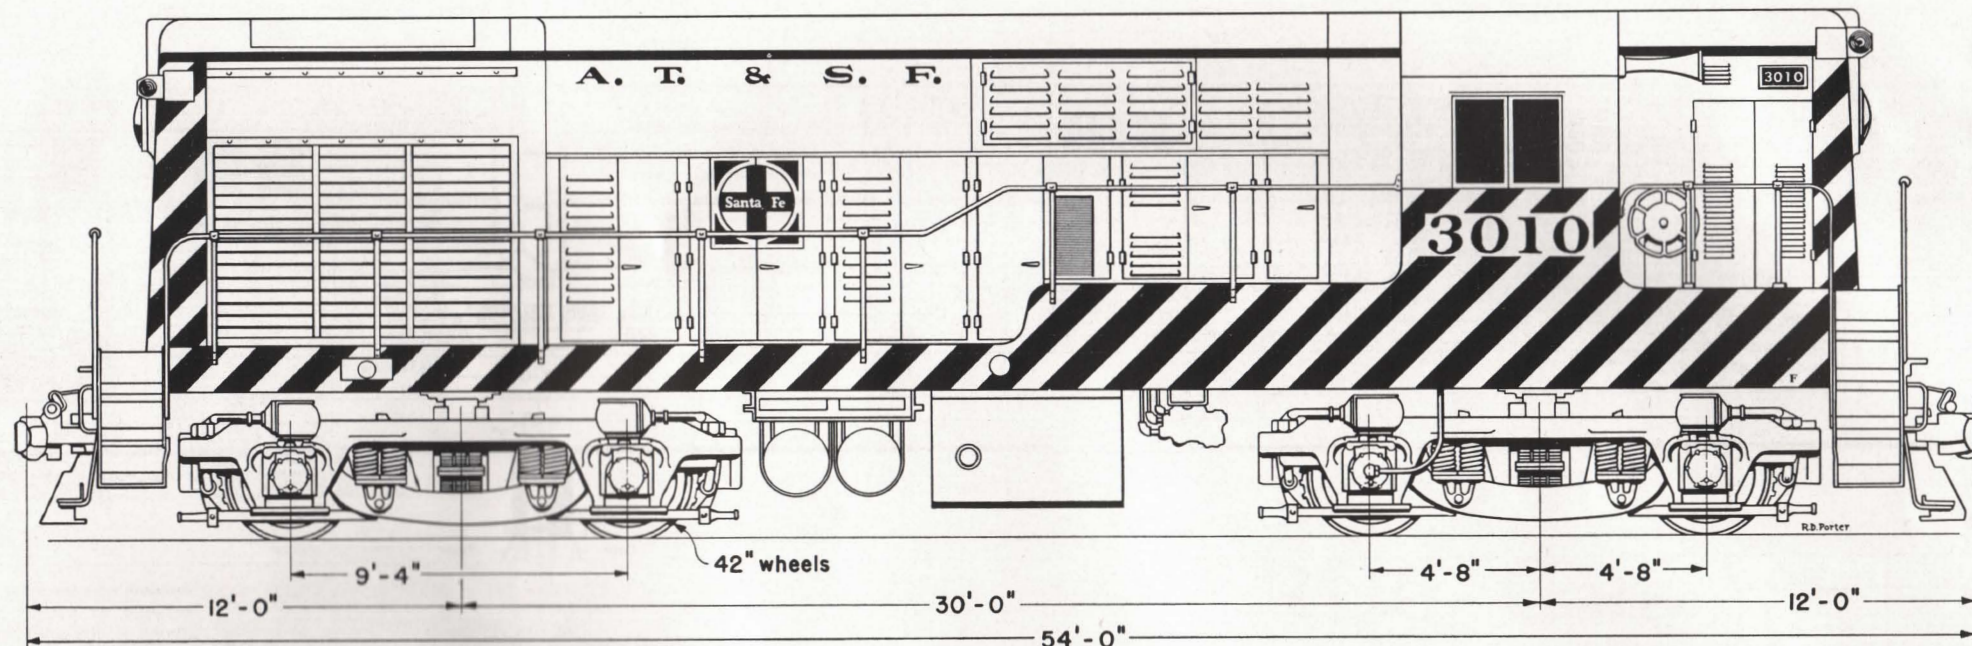 A. T. & S. F.
3010
Santa Fe
3010
F
R.D. Porter
42" wheels
9'-4"
4'-8"
4'-8"
12'-0"
30'-0"
12'-0"
54'-0"